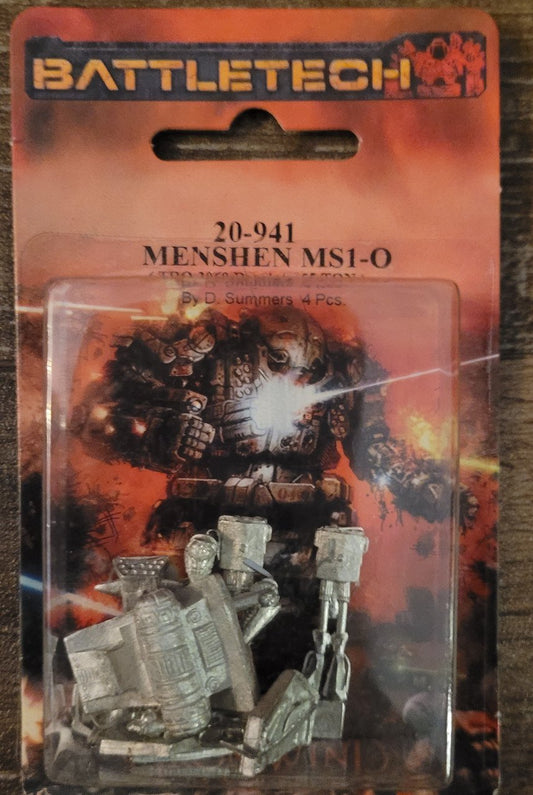 BATTLETECH
20-941
MENSHEN MS1-O
By D. Summers 4 Pcs.